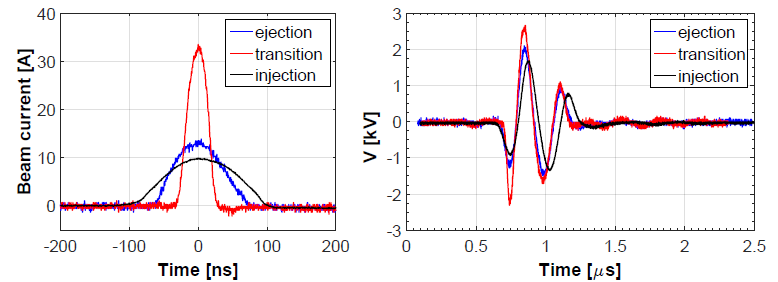 Beam current [A]
40
30
20
10
0
-200
-100
0
100
200
Time [ns]
ejection
transition
injection
V [kV]
3
2
1
0
-1
-2
-3
0
0.5
1
1.5
2
2.5
Time [μs]
ejection
transition
injection